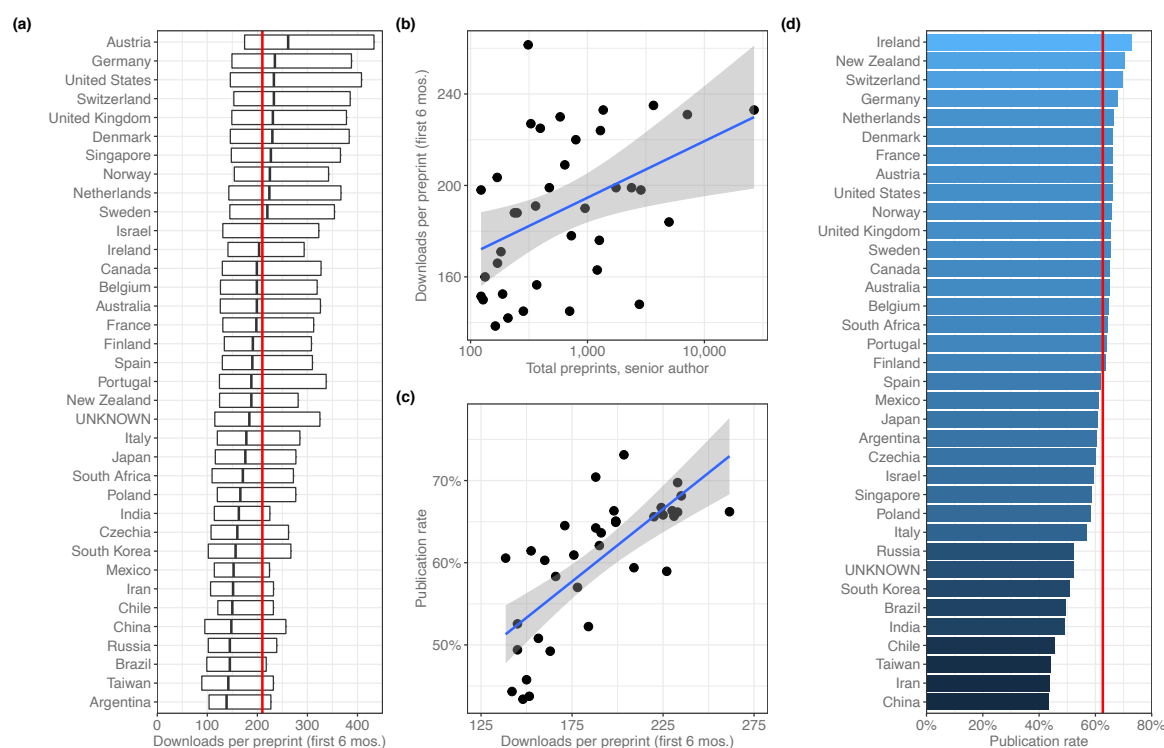 (a)
Austria
Germany
United States
Switzerland
United Kingdom
Denmark
Singapore
Norway
Netherlands
Sweden
Israel
Ireland
Canada
Belgium
Australia
France
Finland
Spain
Portugal
New Zealand
UNKNOWN
Italy
Japan
South Africa
Poland
India
Czechia
South Korea
Mexico
Iran
Chile
China
Russia
Brazil
Taiwan
Argentina
0 100 200 300 400
Downloads per preprint (first 6 mos.)
(b)
Downloads per preprint (first 6 mos.)
240
200
160
100 1,000 10,000
Total preprints, senior author
(c)
Publication rate
70%
60%
50%
125 175 225 275
Downloads per preprint (first 6 mos.)
(d)
Ireland
New Zealand
Switzerland
Germany
Netherlands
Denmark
France
Austria
United States
Norway
United Kingdom
Sweden
Canada
Australia
Belgium
South Africa
Portugal
Finland
Spain
Mexico
Japan
Argentina
Czechia
Israel
Singapore
Poland
Italy
Russia
UNKNOWN
South Korea
Brazil
India
Chile
Taiwan
Iran
China
0% 20% 40% 60% 80%
Publication rate